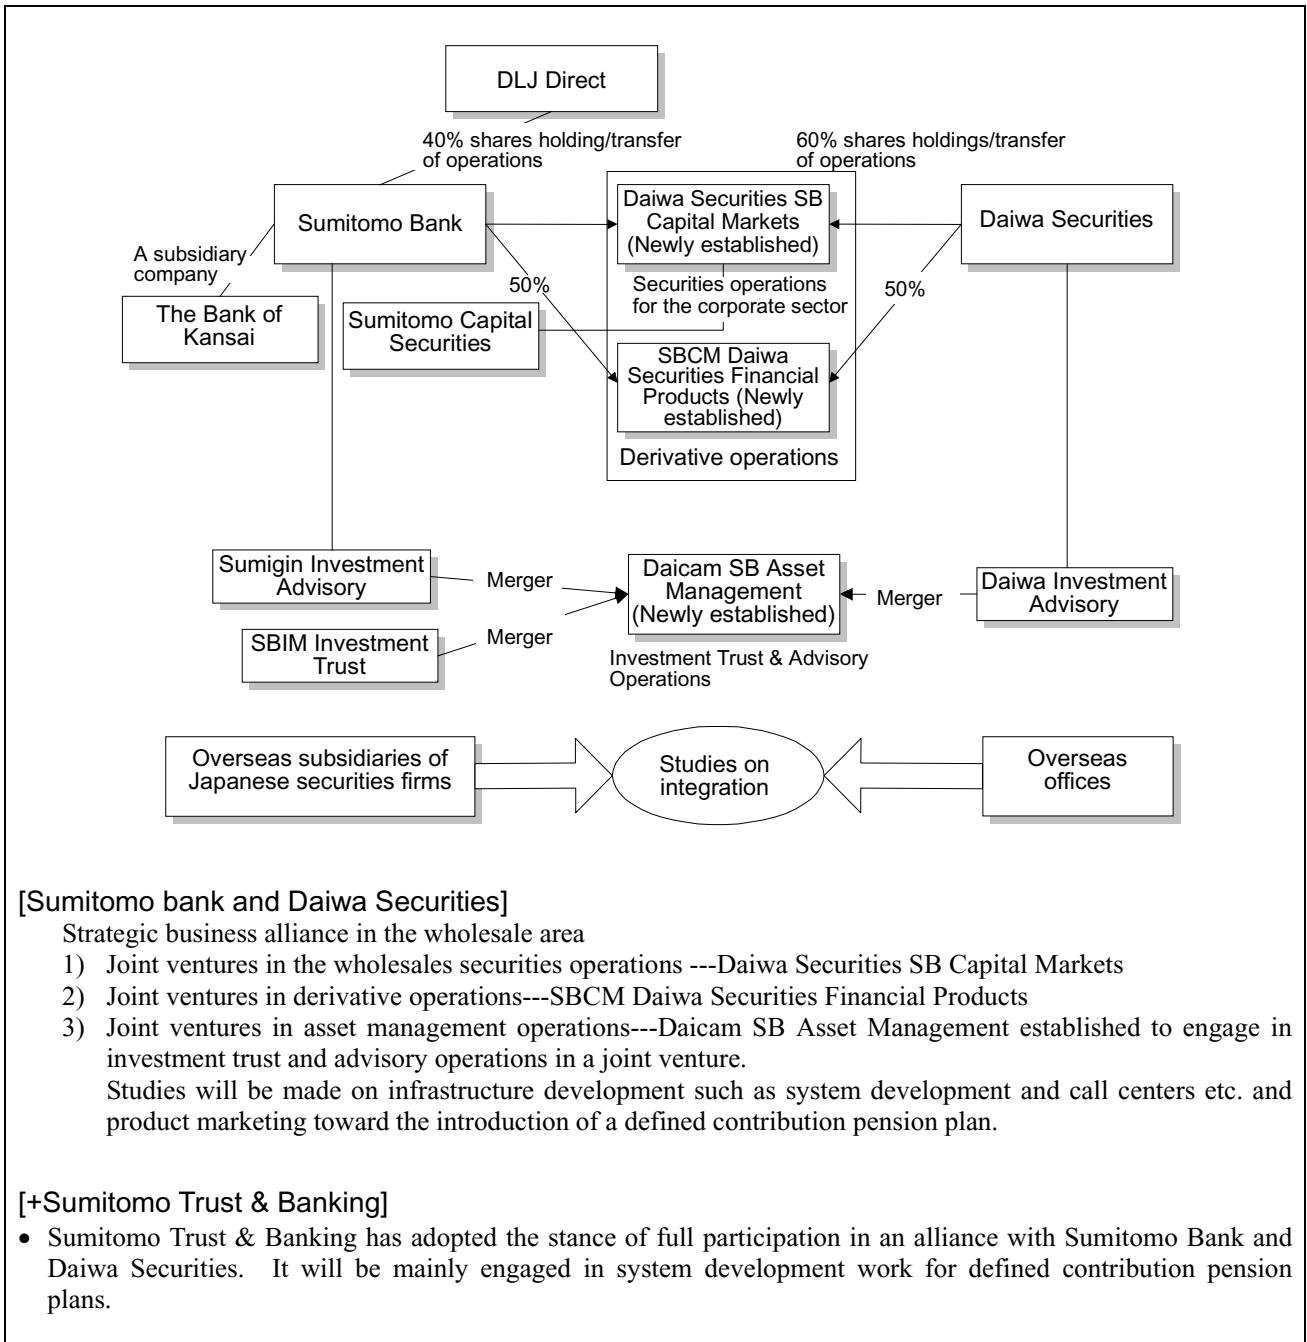 DLJ Direct
40% shares holding/transfer
of operations
60% shares holdings/transfer
of operations
Sumitomo Bank
Daiwa Securities SB
Capital Markets
(Newly established)
Daiwa Securities
A subsidiary
company
50%
Securities operations
for the corporate sector
50%
The Bank of
Kansai
Sumitomo Capital
Securities
SBCM Daiwa
Securities Financial
Products (Newly
established)
Derivative operations
Sumigin Investment
Advisory
Merger
Daicam SB Asset
Management
(Newly established)
Merger
Daiwa Investment
Advisory
SBIM Investment
Trust
Merger
Investment Trust & Advisory
Operations
Overseas subsidiaries of
Japanese securities firms
Studies on
integration
Overseas
offices
[Sumitomo bank and Daiwa Securities]
Strategic business alliance in the wholesale area
1) Joint ventures in the wholesales securities operations ---Daiwa Securities SB Capital Markets
2) Joint ventures in derivative operations---SBCM Daiwa Securities Financial Products
3) Joint ventures in asset management operations---Daicam SB Asset Management established to engage in
investment trust and advisory operations in a joint venture.
Studies will be made on infrastructure development such as system development and call centers etc. and
product marketing toward the introduction of a defined contribution pension plan.
[+Sumitomo Trust & Banking]
• Sumitomo Trust & Banking has adopted the stance of full participation in an alliance with Sumitomo Bank and
Daiwa Securities. It will be mainly engaged in system development work for defined contribution pension
plans.